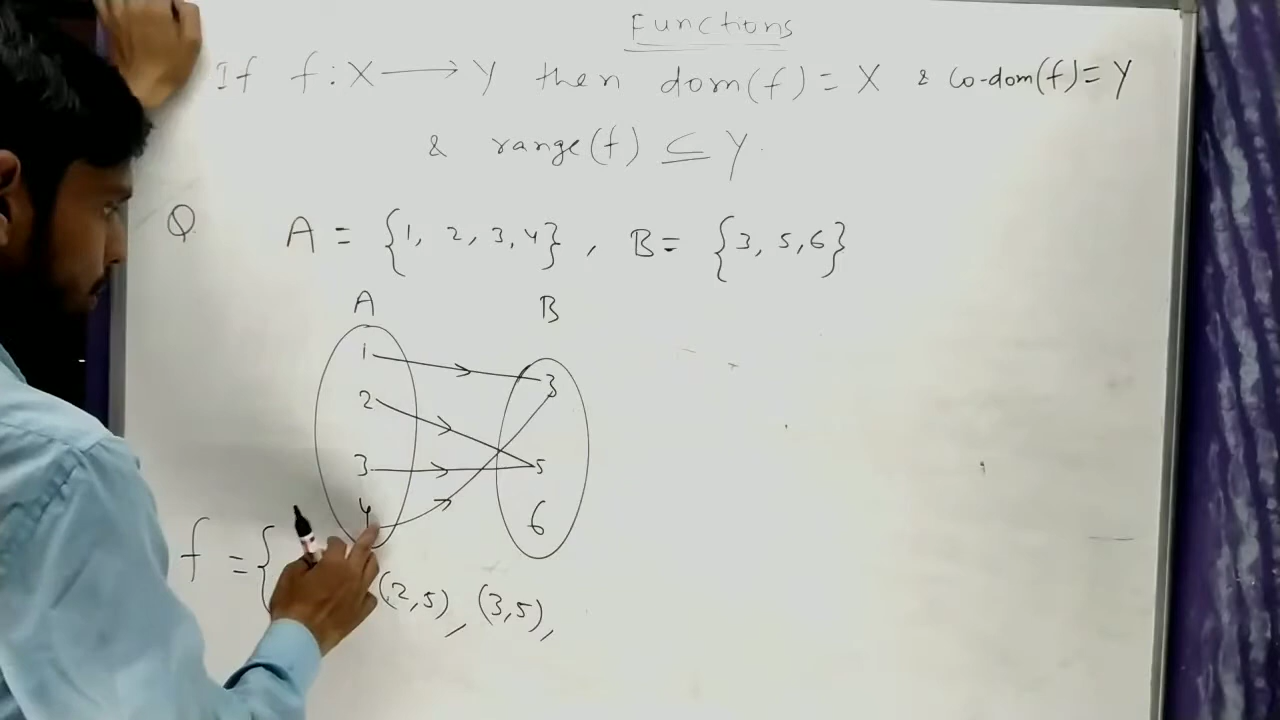 Functions
If f : X ⟶ Y then dom(f) = X & Co-dom(f) = Y
& range(f) ⊆ Y.
Q A = {1, 2, 3, 4}, B = {3, 5, 6}
A B
1 3
2
3 5
4 6
f = { (2,5), (3,5),